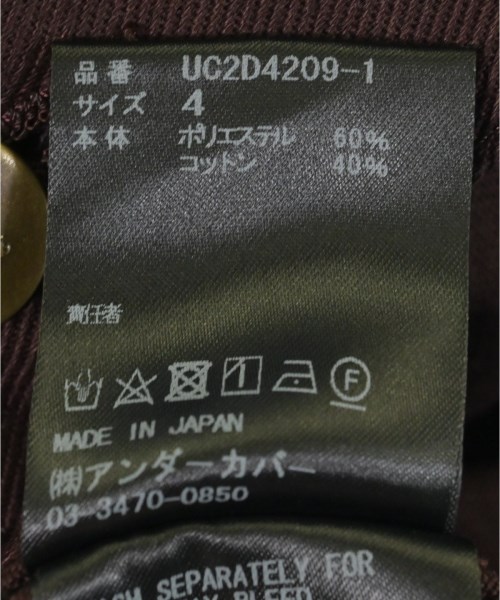 品番 UC2D4209-1
サイズ 4
本体 ポリエステル 60%
コットン 40%
責任者
F
MADE IN JAPAN
(株)アンダーカバー
03-3470-0850
SEPARATELY FOR
BLEED